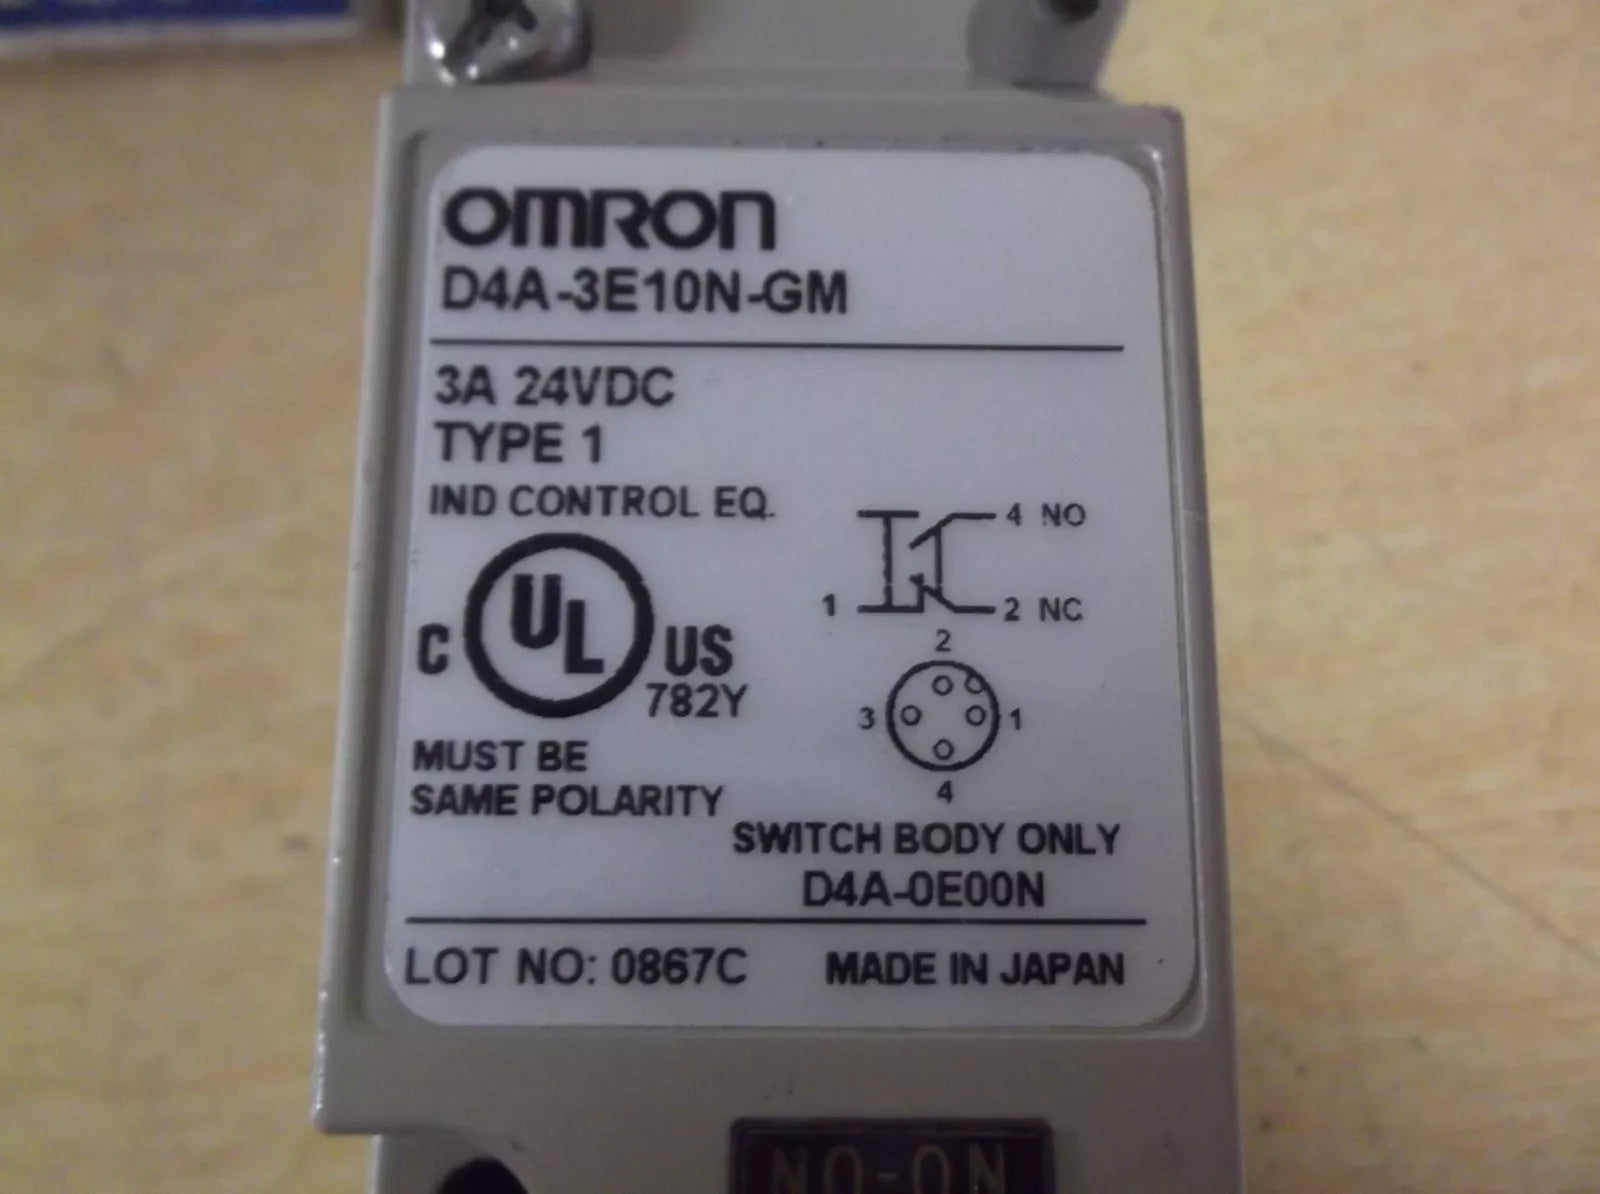 OMRON
D4A-3E10N-GM
3A 24VDC
TYPE 1
IND CONTROL EQ.
4 NO
1
2 NC
C UL US
782Y
2
3
1
4
MUST BE
SAME POLARITY
SWITCH BODY ONLY
D4A-0E00N
LOT NO: 0867C
MADE IN JAPAN
NO-ON